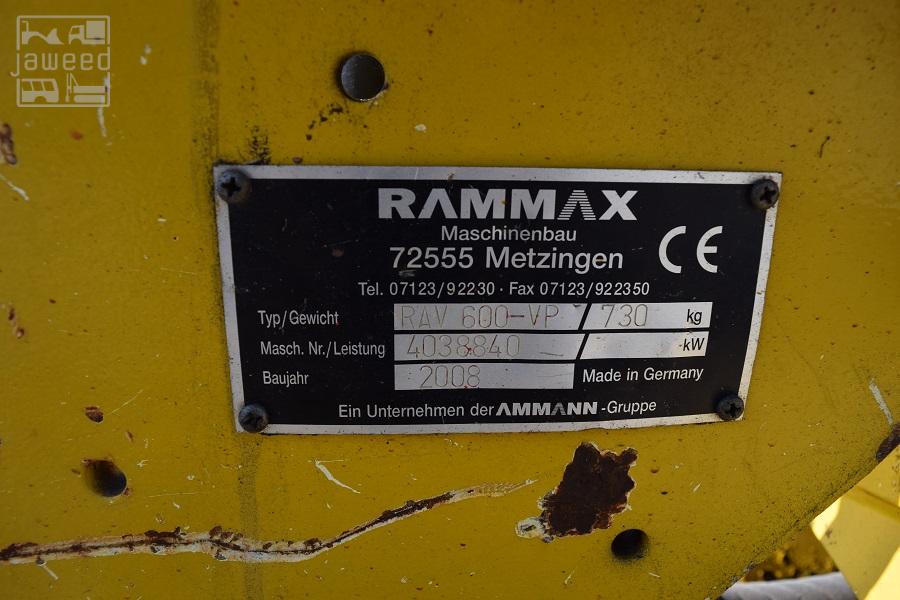 jaweed
RAMMAX
Maschinenbau
72555 Metzingen
CE
Tel. 07123/92230 · Fax 07123/922350
Typ/Gewicht RAV 600-VP / 730 kg
Masch. Nr./Leistung 4038840 / -kW
Baujahr 2008 Made in Germany
Ein Unternehmen der AMMANN-Gruppe